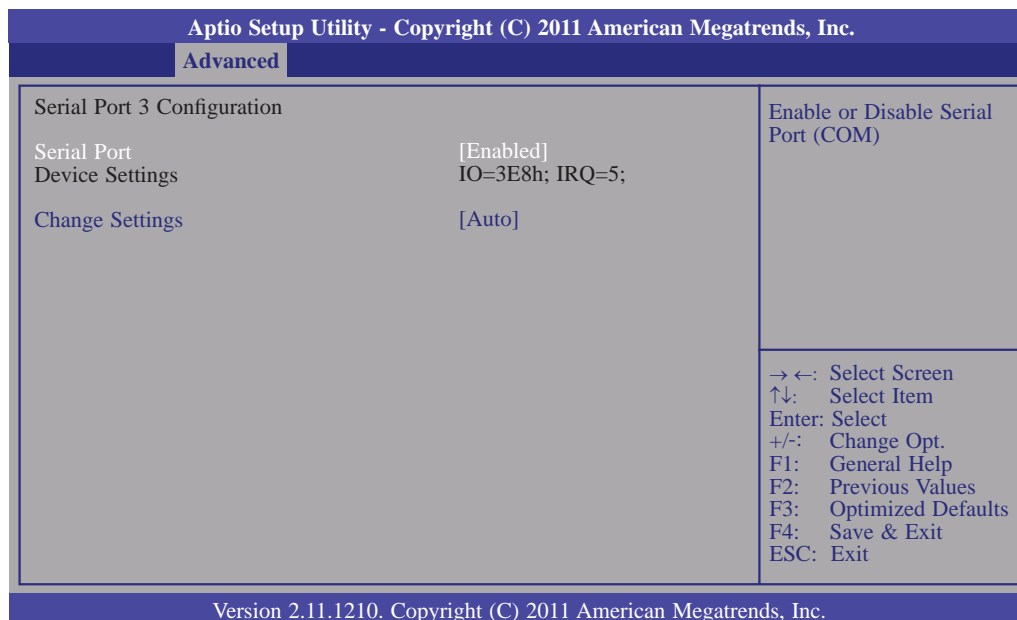 Aptio Setup Utility - Copyright (C) 2011 American Megatrends, Inc.
Advanced
Serial Port 3 Configuration
Serial Port [Enabled]
Device Settings IO=3E8h; IRQ=5;
Change Settings [Auto]
Enable or Disable Serial
Port (COM)
→ ←: Select Screen
↑↓: Select Item
Enter: Select
+/-: Change Opt.
F1: General Help
F2: Previous Values
F3: Optimized Defaults
F4: Save & Exit
ESC: Exit
Version 2.11.1210. Copyright (C) 2011 American Megatrends, Inc.